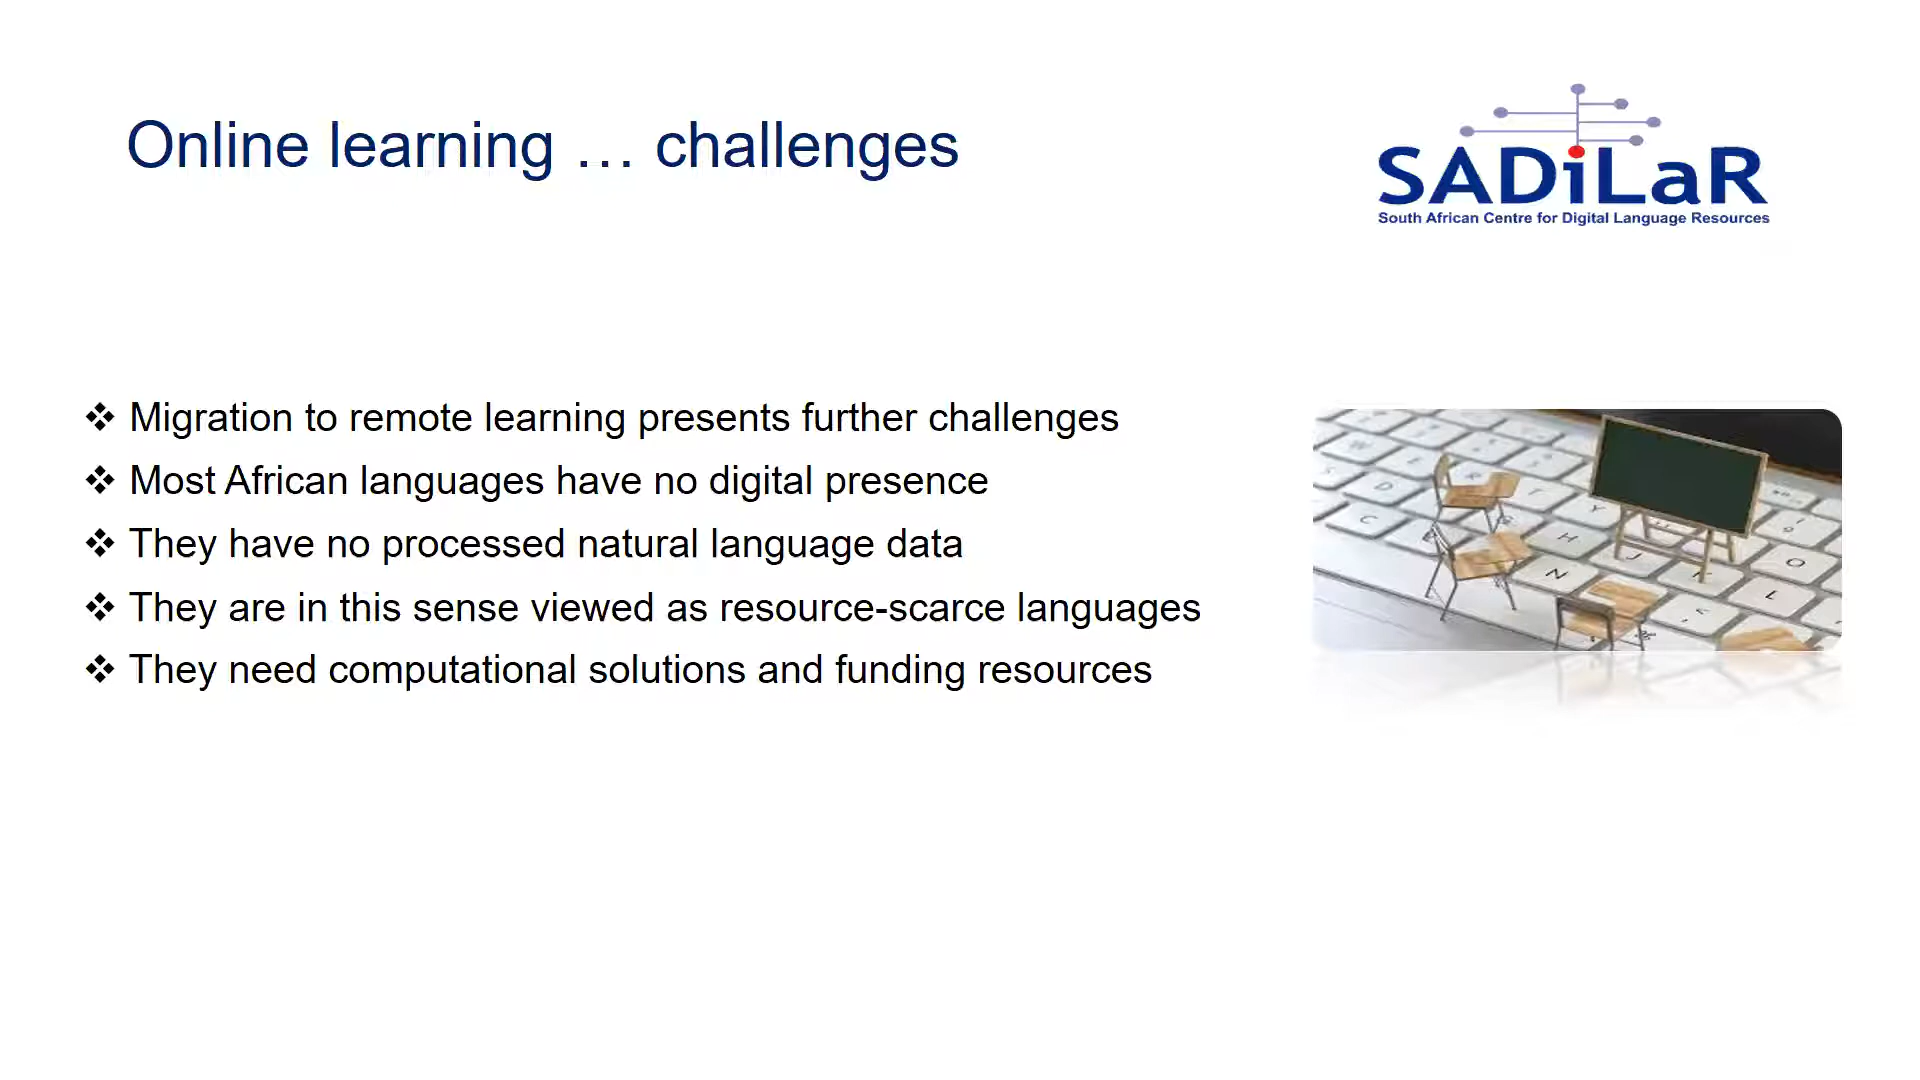 Online learning … challenges
SADiLaR
South African Centre for Digital Language Resources
❖ Migration to remote learning presents further challenges
❖ Most African languages have no digital presence
❖ They have no processed natural language data
❖ They are in this sense viewed as resource-scarce languages
❖ They need computational solutions and funding resources